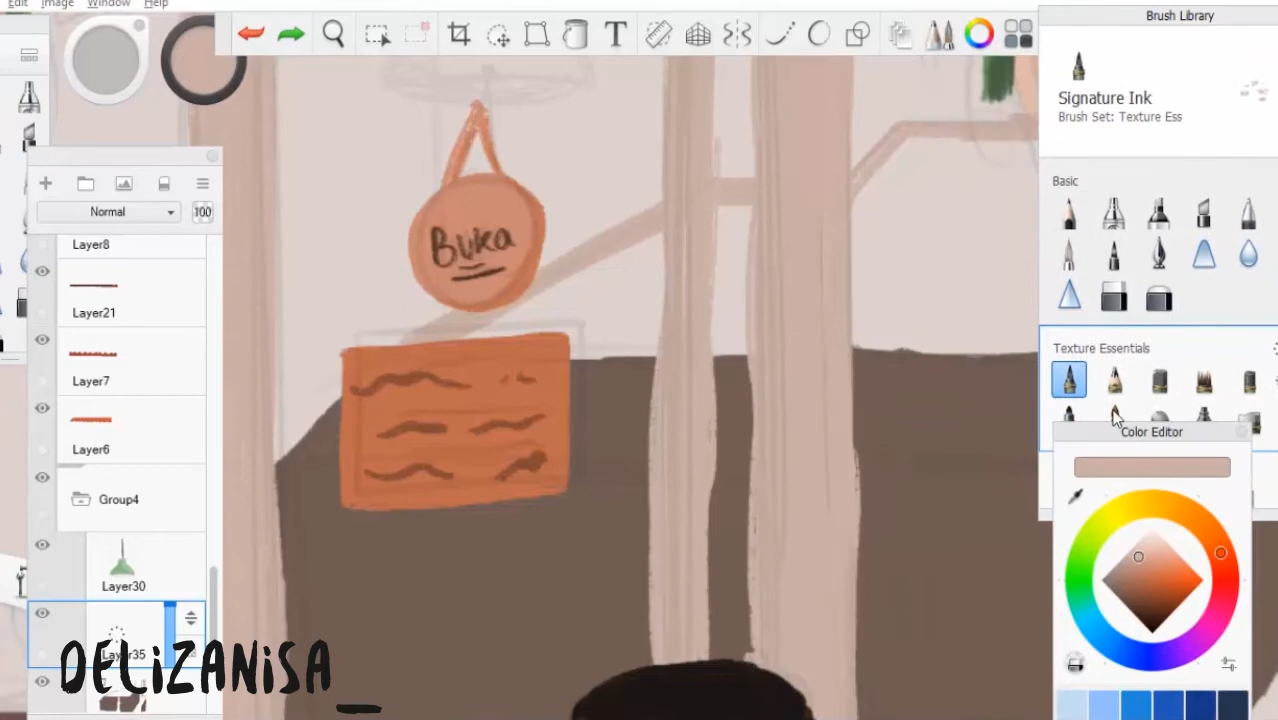 Edit Image Window Help
Brush Library
Signature Ink
Brush Set: Texture Ess
Basic
Texture Essentials
Color Editor
Normal 100
Layer8
Layer21
Layer7
Layer6
Group4
Layer30
Layer35
T
Buka
DELiZANiSA_